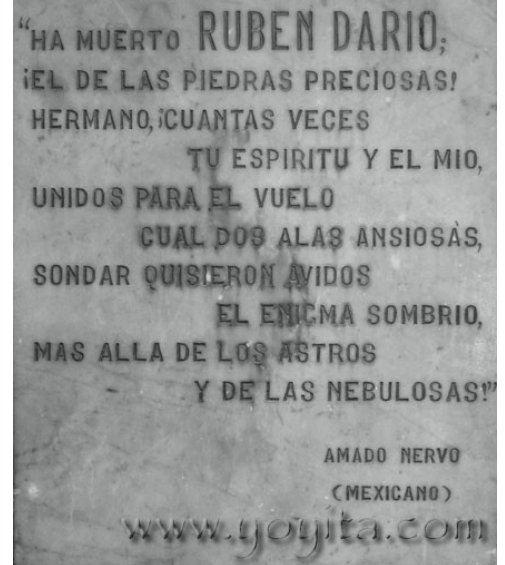 “HA MUERTO RUBEN DARIO;
¡EL DE LAS PIEDRAS PRECIOSAS!
HERMANO,¡CUANTAS VECES
TU ESPIRITU Y EL MIO,
UNIDOS PARA EL VUELO
CUAL DOS ALAS ANSIOSAS,
SONDAR QUISIERON AVIDOS
EL ENIGMA SOMBRIO,
MAS ALLA DE LOS ASTROS
Y DE LAS NEBULOSAS!”
AMADO NERVO
(MEXICANO)
www.yoyita.com